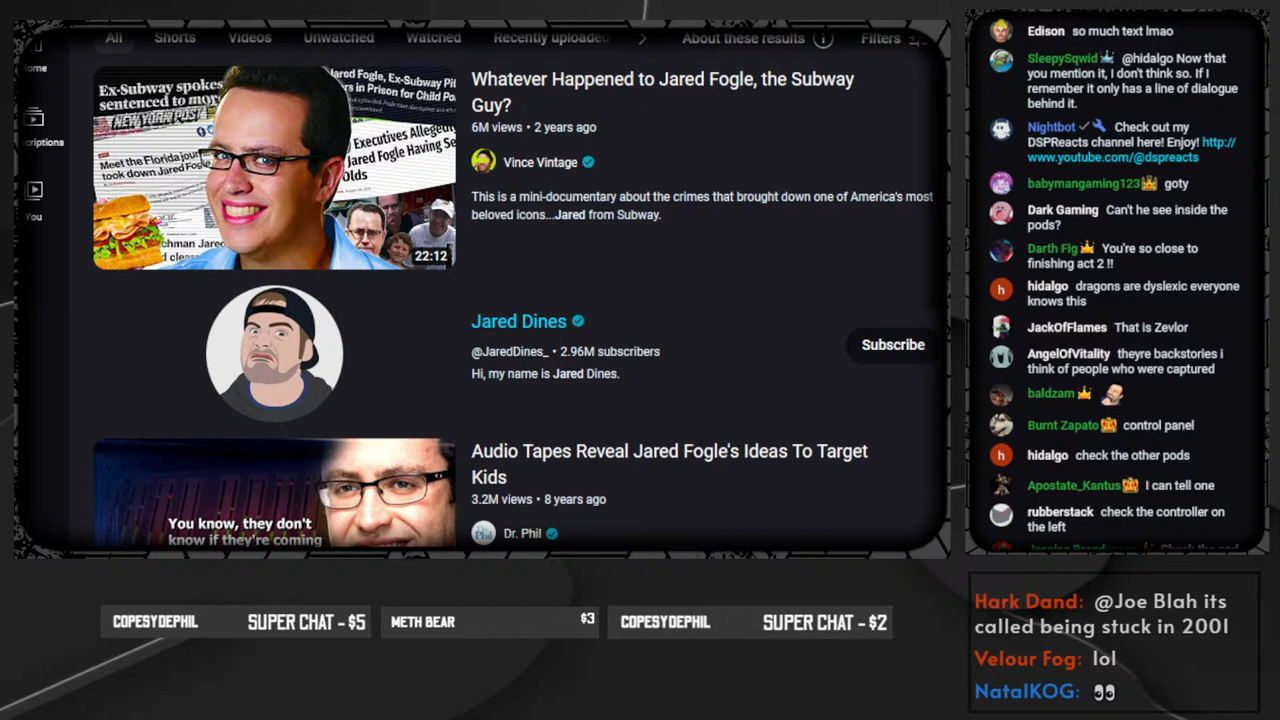 All Shorts Videos Unwatched Watched Recently uploaded About these results Filters
You
Ex-Subway spokes
sentenced to mor
NEW YORK POST
Jared Fogle, Ex-Subway Pit
rs in Prison for Child Po
Executives Alleged
Jared Fogle Having Se
Olds
Meet the Florida jour
took down Jared Fogle
22:12
Whatever Happened to Jared Fogle, the Subway
Guy?
6M views • 2 years ago
Vince Vintage
This is a mini-documentary about the crimes that brought down one of America's most
beloved icons...Jared from Subway.
Jared Dines
@JaredDines_ • 2.96M subscribers
Hi, my name is Jared Dines.
Subscribe
You know, they don't
know if they're coming
Audio Tapes Reveal Jared Fogle's Ideas To Target
Kids
3.2M views • 8 years ago
Dr. Phil
COPESYDEPHIL SUPER CHAT - $5
METH BEAR $3
COPESYDEPHIL SUPER CHAT - $2
Edison so much text lmao
SleepySqwid @hidalgo Now that
you mention it, I don't think so. If I
remember it only has a line of dialogue
behind it.
Nightbot Check out my
DSPReacts channel here! Enjoy! http://
www.youtube.com/@dspreacts
babymangaming123 goty
Dark Gaming Can't he see inside the
pods?
Darth Fig You're so close to
finishing act 2 !!
h hidalgo dragons are dyslexic everyone
knows this
JackOfFlames That is Zevlor
AngelOfVitality theyre backstories i
think of people who were captured
baldzam
Burnt Zapato control panel
h hidalgo check the other pods
Apostate_Kantus I can tell one
rubberstack check the controller on
the left
Hark Dand: @Joe Blah its
called being stuck in 2001
Velour Fog: lol
NatalKOG: 👀